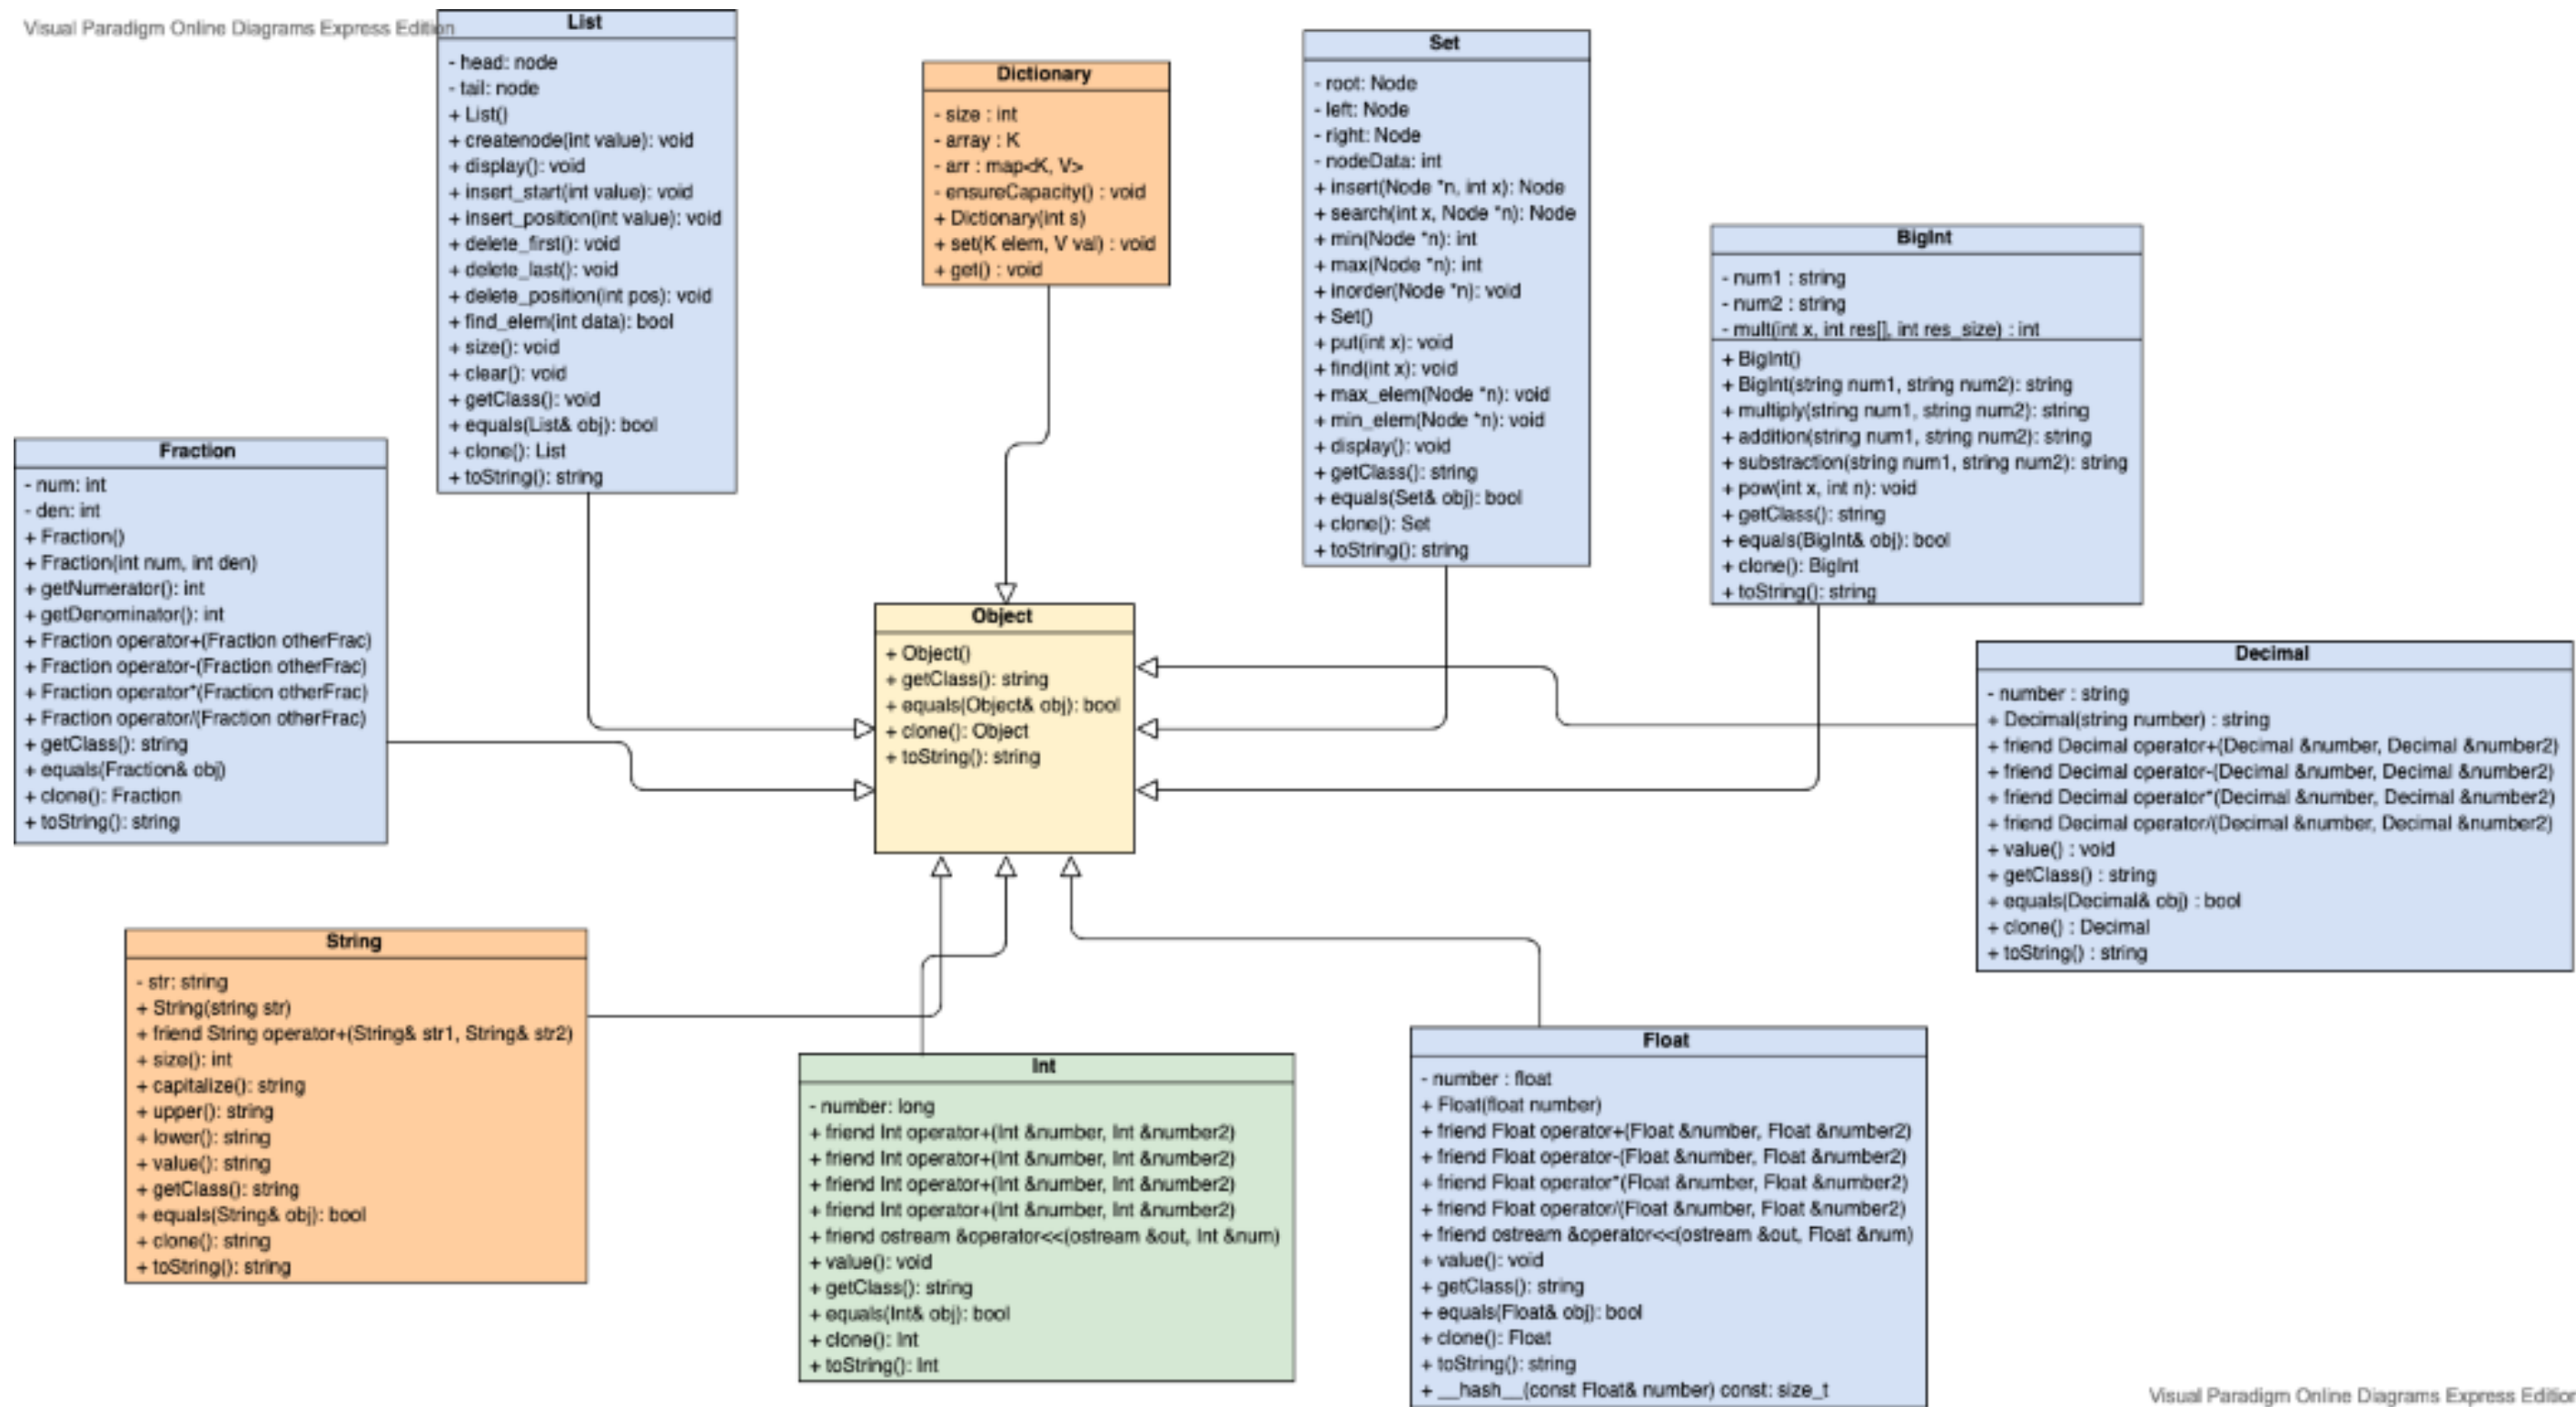 Visual Paradigm Online Diagrams Express Edition
List
- head: node
- tail: node
+ List()
+ createnode(int value): void
+ display(): void
+ insert_start(int value): void
+ insert_position(int value): void
+ delete_first(): void
+ delete_last(): void
+ delete_position(int pos): void
+ find_elem(int data): bool
+ size(): void
+ clear(): void
+ getClass(): void
+ equals(List& obj): bool
+ clone(): List
+ toString(): string
Dictionary
- size : int
- array : K
- arr : map<K, V>
- ensureCapacity() : void
+ Dictionary(int s)
+ set(K elem, V val) : void
+ get() : void
Set
- root: Node
- left: Node
- right: Node
- nodeData: int
+ insert(Node *n, int x): Node
+ search(int x, Node *n): Node
+ min(Node *n): int
+ max(Node *n): int
+ inorder(Node *n): void
+ Set()
+ put(int x): void
+ find(int x): void
+ max_elem(Node *n): void
+ min_elem(Node *n): void
+ display(): void
+ getClass(): string
+ equals(Set& obj): bool
+ clone(): Set
+ toString(): string
BigInt
- num1 : string
- num2 : string
- mult(int x, int res[], int res_size) : int
+ BigInt()
+ BigInt(string num1, string num2): string
+ multiply(string num1, string num2): string
+ addition(string num1, string num2): string
+ substraction(string num1, string num2): string
+ pow(int x, int n): void
+ getClass(): string
+ equals(BigInt& obj): bool
+ clone(): BigInt
+ toString(): string
Fraction
- num: int
- den: int
+ Fraction()
+ Fraction(int num, int den)
+ getNumerator(): int
+ getDenominator(): int
+ Fraction operator+(Fraction otherFrac)
+ Fraction operator-(Fraction otherFrac)
+ Fraction operator*(Fraction otherFrac)
+ Fraction operator/(Fraction otherFrac)
+ getClass(): string
+ equals(Fraction& obj)
+ clone(): Fraction
+ toString(): string
Object
+ Object()
+ getClass(): string
+ equals(Object& obj): bool
+ clone(): Object
+ toString(): string
Decimal
- number : string
+ Decimal(string number) : string
+ friend Decimal operator+(Decimal &number, Decimal &number2)
+ friend Decimal operator-(Decimal &number, Decimal &number2)
+ friend Decimal operator*(Decimal &number, Decimal &number2)
+ friend Decimal operator/(Decimal &number, Decimal &number2)
+ value() : void
+ getClass() : string
+ equals(Decimal& obj) : bool
+ clone() : Decimal
+ toString() : string
String
- str: string
+ String(string str)
+ friend String operator+(String& str1, String& str2)
+ size(): int
+ capitalize(): string
+ upper(): string
+ lower(): string
+ value(): string
+ getClass(): string
+ equals(String& obj): bool
+ clone(): string
+ toString(): string
Int
- number: long
+ friend Int operator+(Int &number, Int &number2)
+ friend Int operator+(Int &number, Int &number2)
+ friend Int operator+(Int &number, Int &number2)
+ friend Int operator+(Int &number, Int &number2)
+ friend ostream &operator<<(ostream &out, Int &num)
+ value(): void
+ getClass(): string
+ equals(Int& obj): bool
+ clone(): Int
+ toString(): Int
Float
- number : float
+ Float(float number)
+ friend Float operator+(Float &number, Float &number2)
+ friend Float operator-(Float &number, Float &number2)
+ friend Float operator*(Float &number, Float &number2)
+ friend Float operator/(Float &number, Float &number2)
+ friend ostream &operator<<(ostream &out, Float &num)
+ value(): void
+ getClass(): string
+ equals(Float& obj): bool
+ clone(): Float
+ toString(): string
+ __hash__(const Float& number) const: size_t
Visual Paradigm Online Diagrams Express Edition